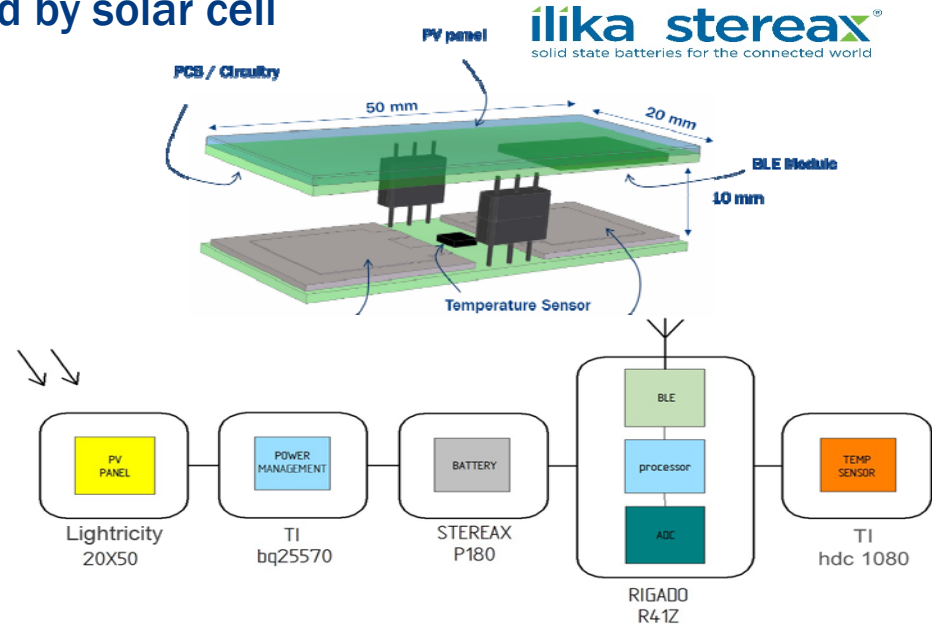 d by solar cell
ilika stereax®
solid state batteries for the connected world
PV panel
PCB / Circuitry
50 mm
20 mm
BLE Module
10 mm
Temperature Sensor
PV
PANEL
POWER
MANAGEMENT
BATTERY
BLE
processor
ADC
TEMP
SENSOR
Lightricity
20X50
TI
bq25570
STEREAX
P180
RIGADO
R41Z
TI
hdc 1080